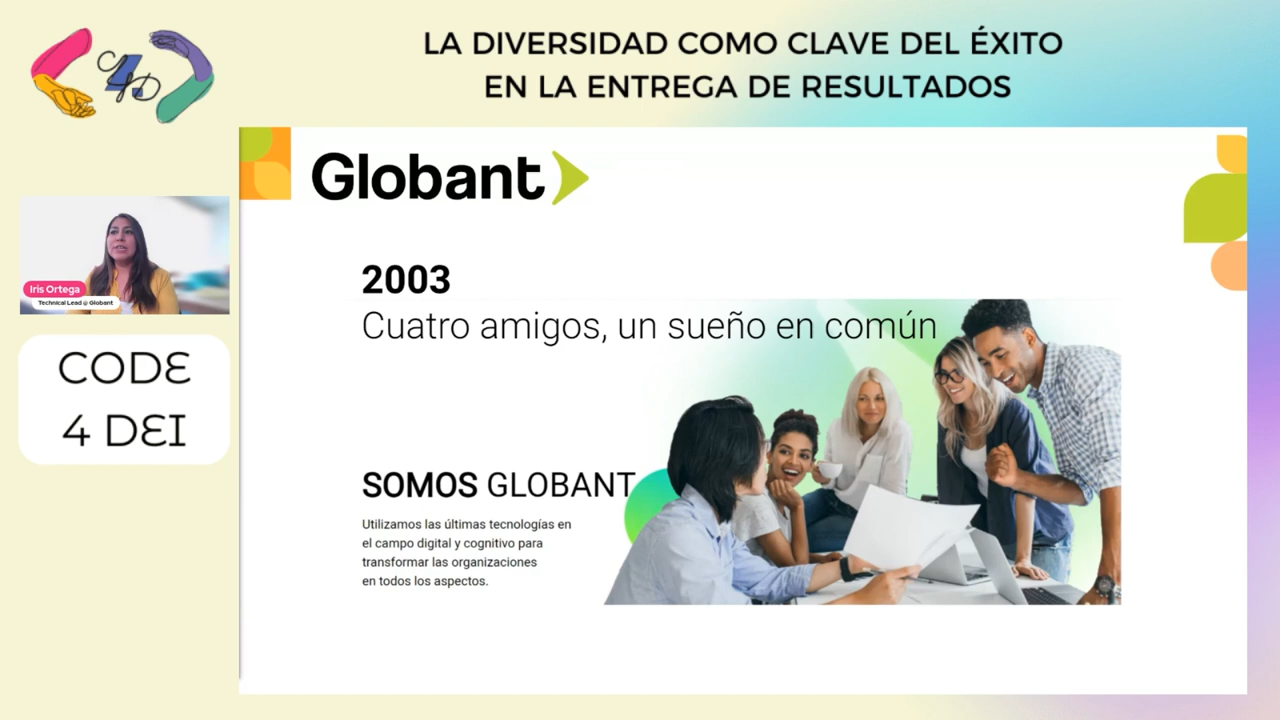 LA DIVERSIDAD COMO CLAVE DEL ÉXITO
EN LA ENTREGA DE RESULTADOS
Globant
2003
Cuatro amigos, un sueño en común
SOMOS GLOBANT
Utilizamos las últimas tecnologías en
el campo digital y cognitivo para
transformar las organizaciones
en todos los aspectos.
Iris Ortega
Technical Lead @ Globant
CODE
4 DEI